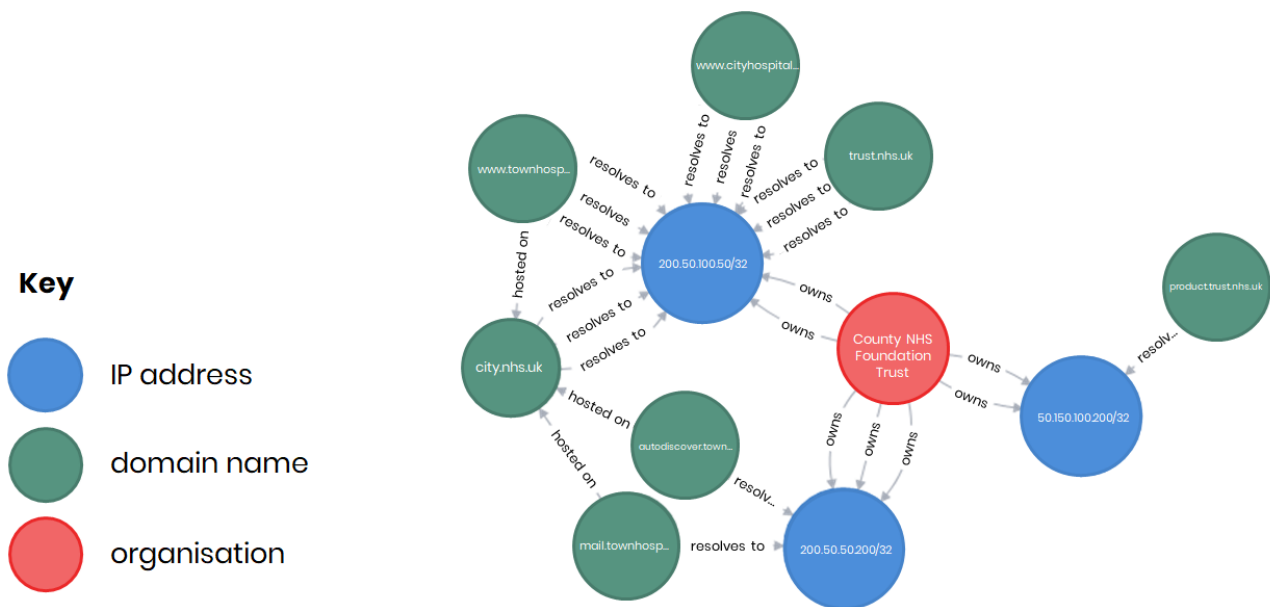 www.cityhospital...
resolves to
resolves
resolves to
trust.nhs.uk
resolves to
resolves to
resolves to
www.townhosp...
resolves to
resolves
resolves to
hosted on
200.50.100.50/32
Key
product.trust.nhs.uk
resolv...
owns
owns
County NHS
Foundation
Trust
owns
owns
50.150.100.200/32
resolves to
resolves to
resolves to
city.nhs.uk
IP address
hosted on
hosted on
autodiscover.town...
owns
owns
owns
domain name
resolv...
mail.townhosp...
resolves to
200.50.50.200/32
organisation